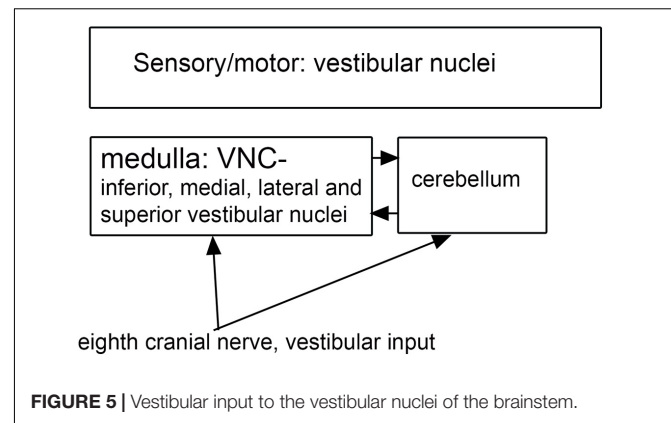 Sensory/motor: vestibular nuclei
medulla: VNC-
inferior, medial, lateral and
superior vestibular nuclei
cerebellum
eighth cranial nerve, vestibular input
FIGURE 5 | Vestibular input to the vestibular nuclei of the brainstem.